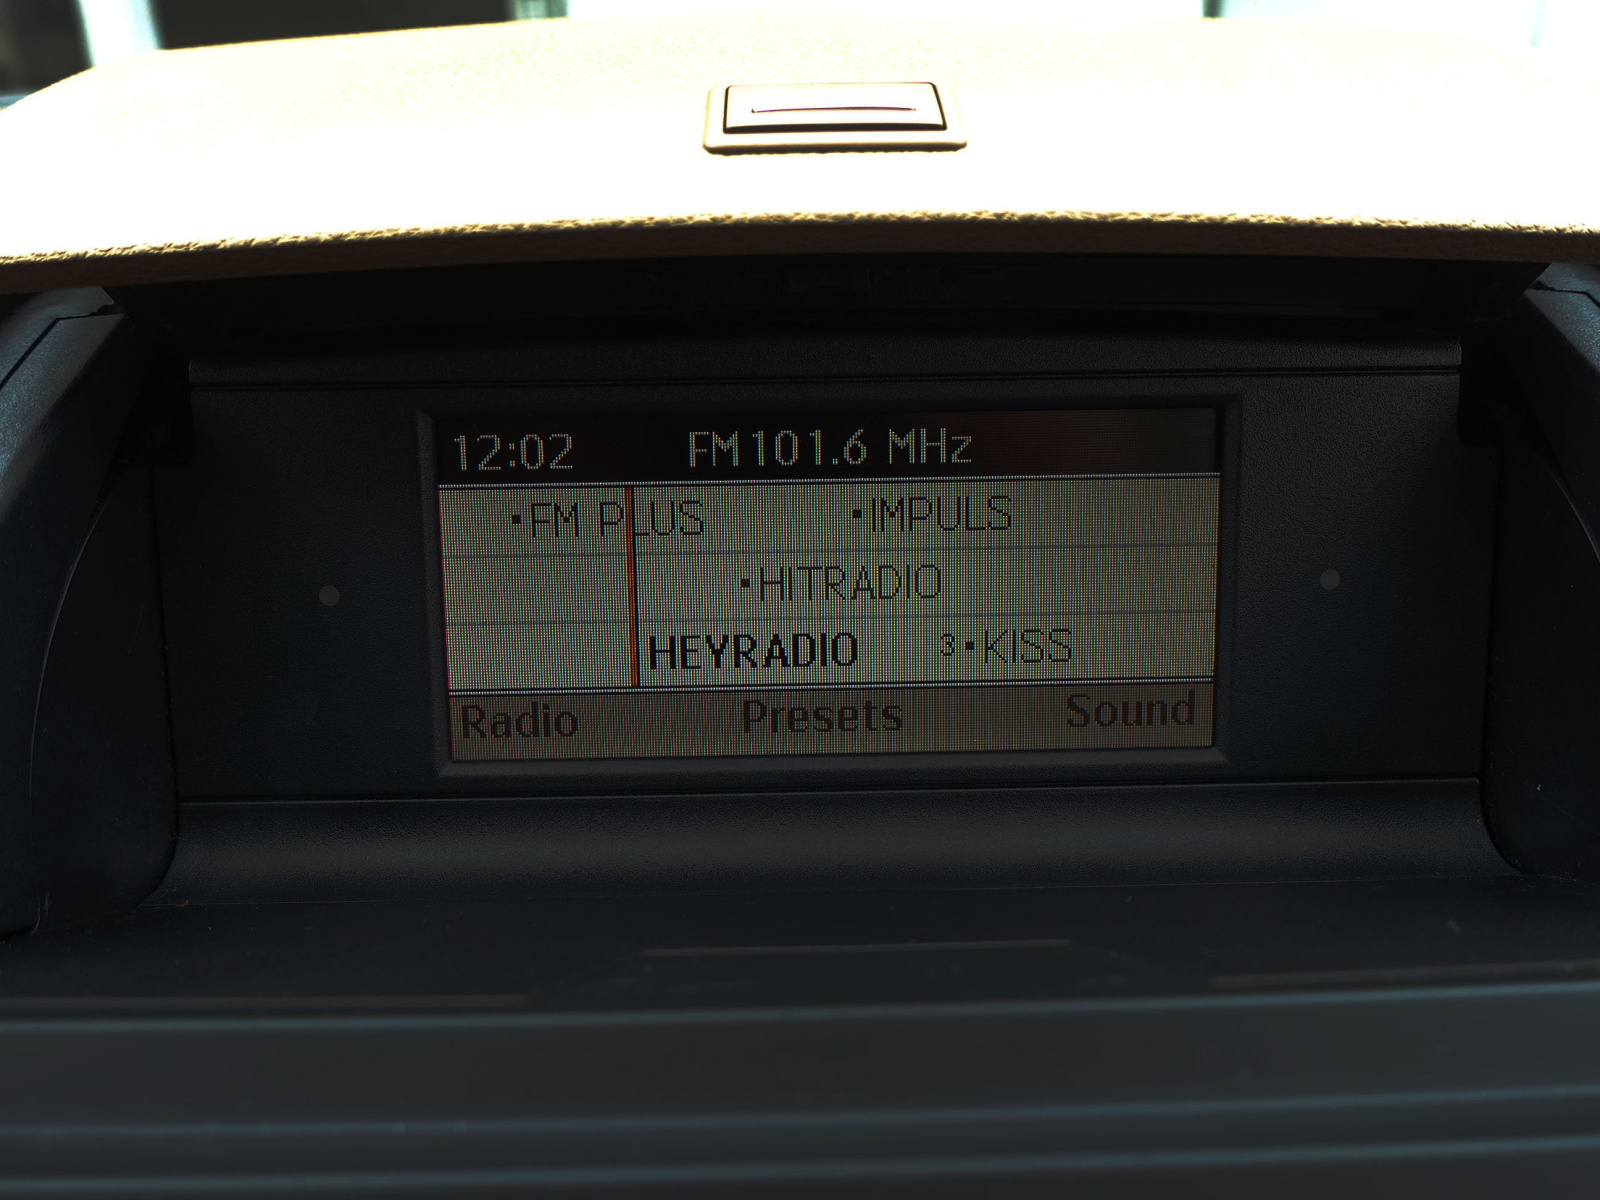 12:02 FM 101.6 MHz
·FM PLUS ·IMPULS
·HITRADIO
HEYRADIO 3·KISS
Radio Presets Sound